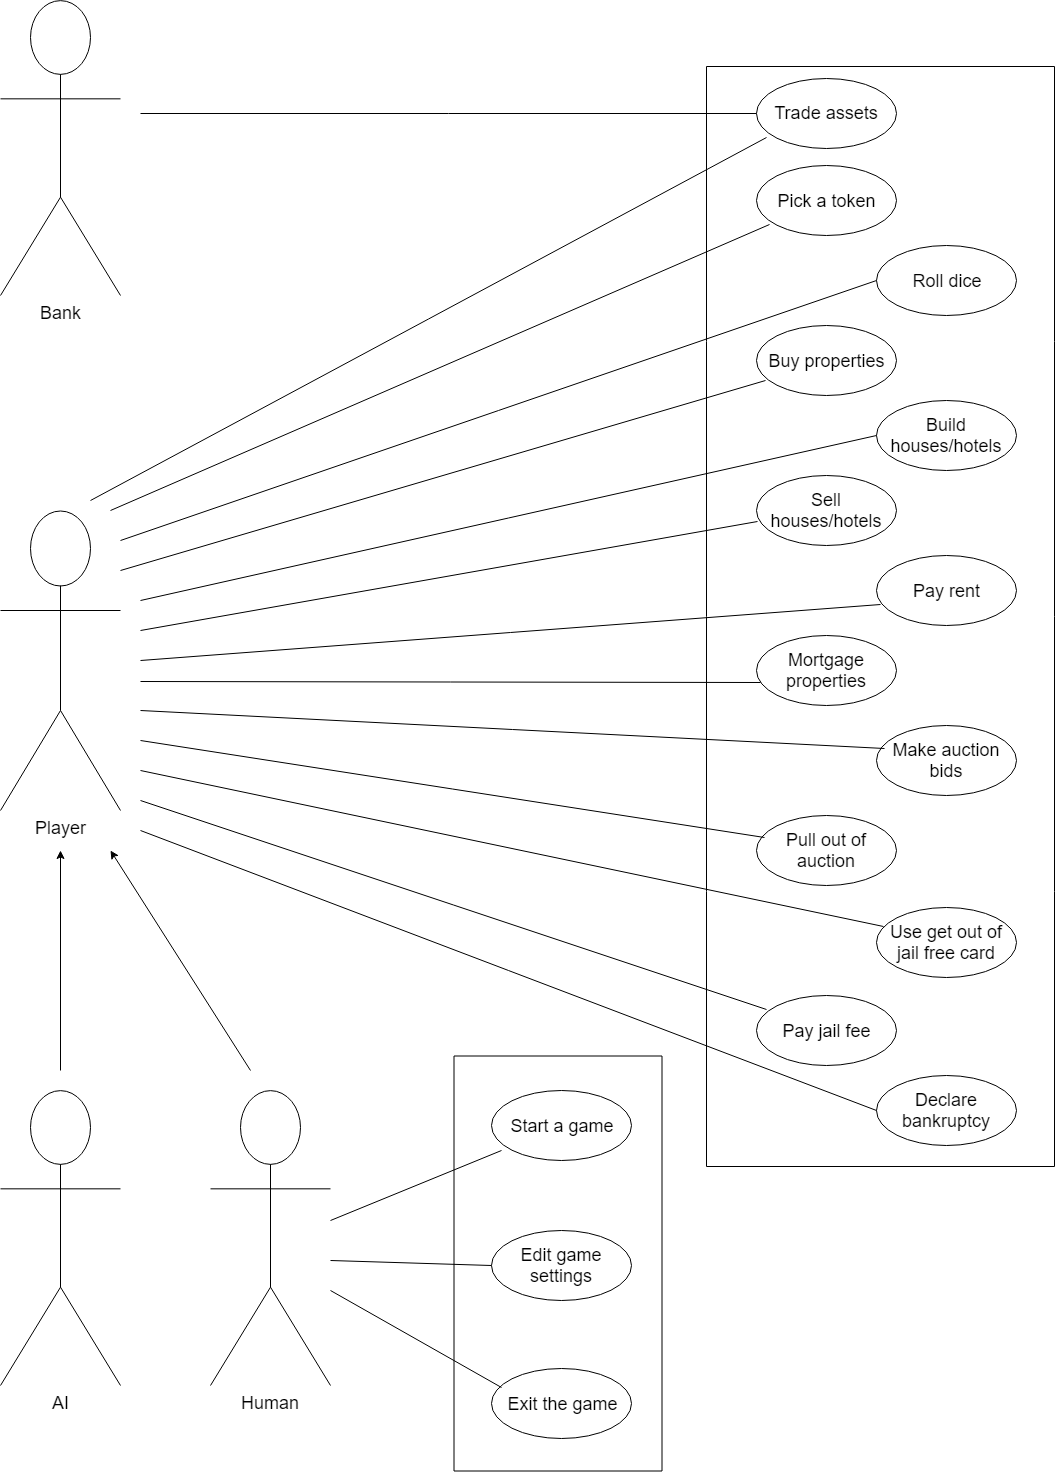 Trade assets
Pick a token
Roll dice
Bank
Buy properties
Build
houses/hotels
Sell
houses/hotels
Pay rent
Mortgage
properties
Make auction
bids
Player
Pull out of
auction
Use get out of
jail free card
Pay jail fee
Declare
bankruptcy
Start a game
Edit game
settings
Exit the game
AI
Human